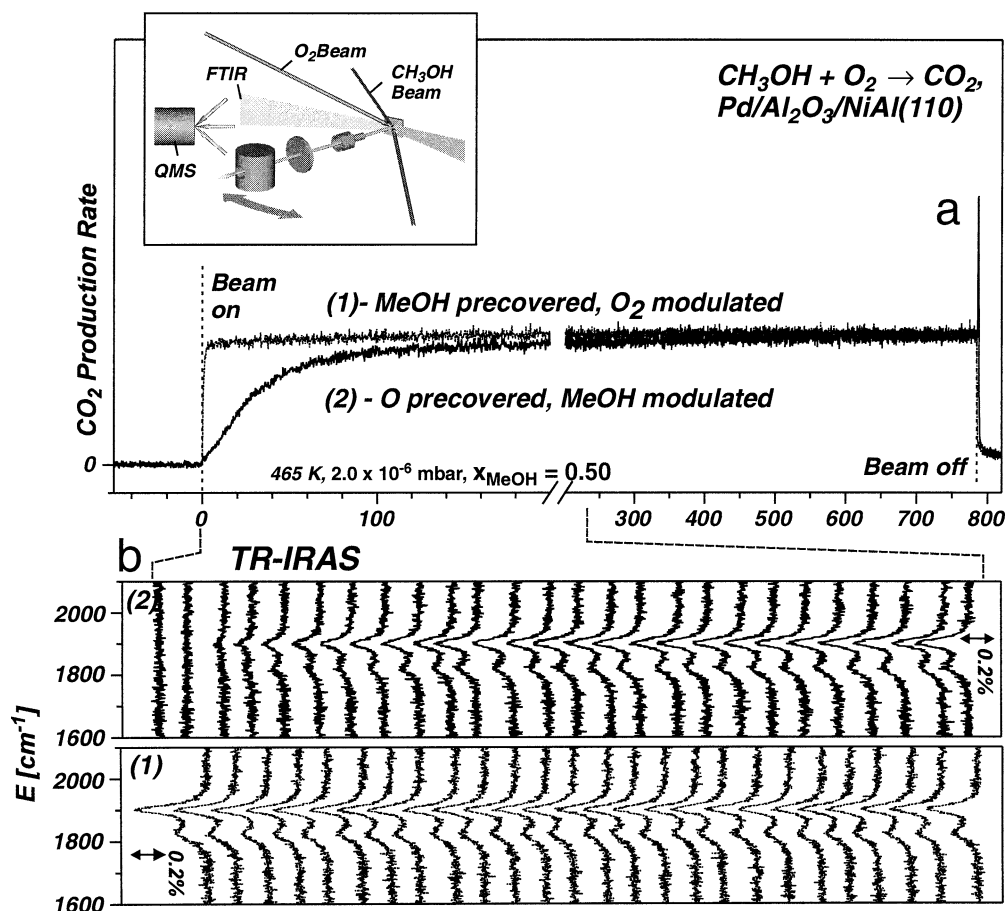 O₂Beam
FTIR
CH₃OH
Beam
QMS
CH₃OH + O₂ → CO₂,
Pd/Al₂O₃/NiAl(110)
a
CO₂ Production Rate
Beam
on
(1)- MeOH precovered, O₂ modulated
(2) - O precovered, MeOH modulated
0
465 K, 2.0 x 10⁻⁶ mbar, x_MeOH = 0.50
Beam off
0 100 300 400 500 600 700 800
b TR-IRAS
(2)
2000
1800
1600
0.2%
E [cm⁻¹]
(1)
2000
1800
1600
0.2%